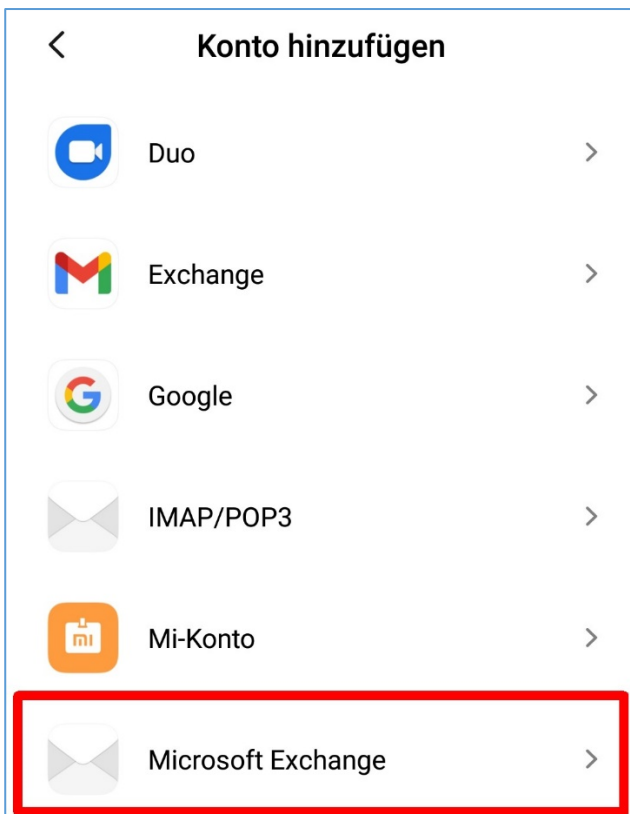 Konto hinzufügen
Duo
Exchange
Google
IMAP/POP3
Mi-Konto
Microsoft Exchange